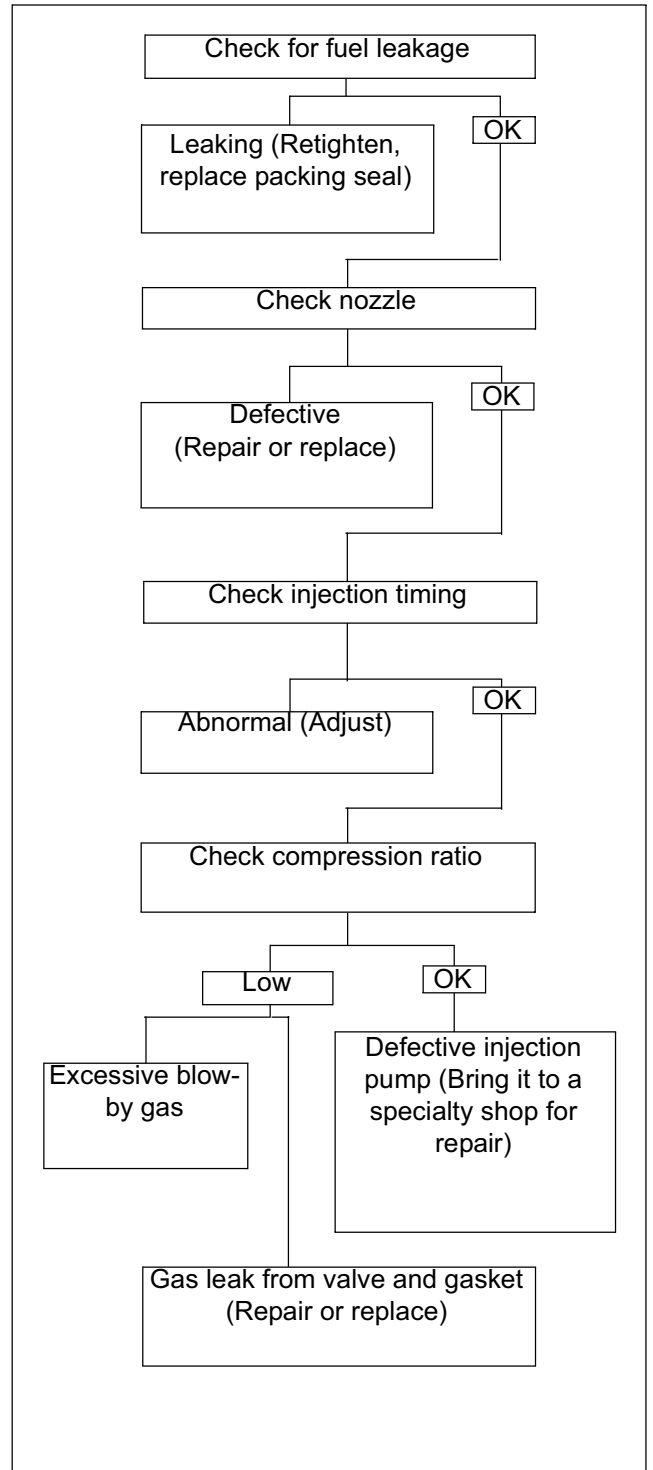 Check for fuel leakage
OK
Leaking (Retighten,
replace packing seal)
Check nozzle
OK
Defective
(Repair or replace)
Check injection timing
OK
Abnormal (Adjust)
Check compression ratio
Low
OK
Excessive blow-
by gas
Defective injection
pump (Bring it to a
specialty shop for
repair)
Gas leak from valve and gasket
(Repair or replace)